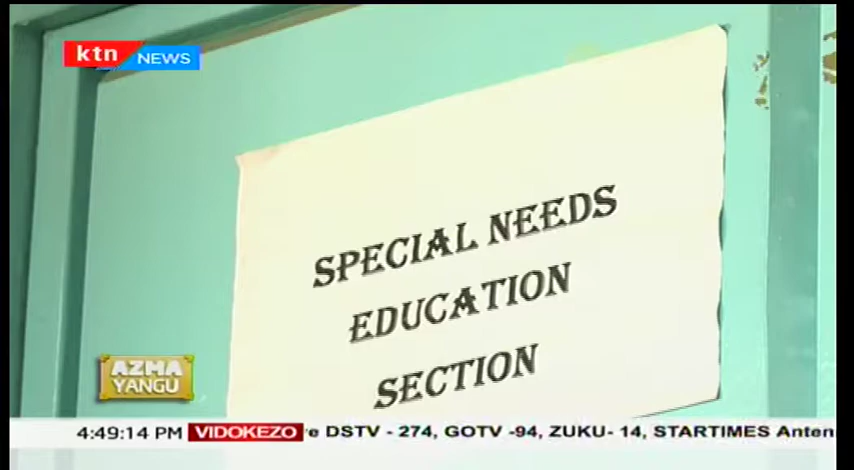 ktn NEWS
SPECIAL NEEDS
EDUCATION
SECTION
AZMA
YANGU
4:49:14 PM VIDOKEZO DSTV - 274, GOTV -94, ZUKU- 14, STARTIMES Anten